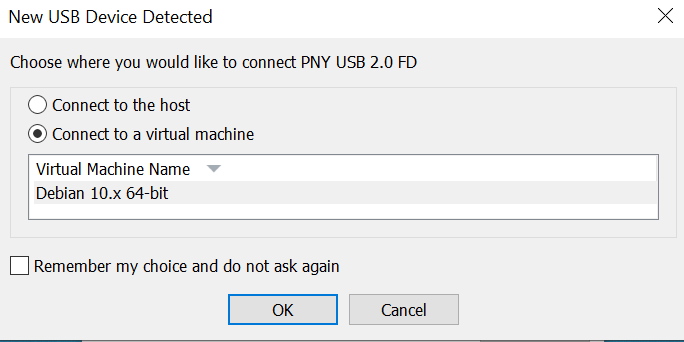 New USB Device Detected
Choose where you would like to connect PNY USB 2.0 FD
Connect to the host
Connect to a virtual machine
Virtual Machine Name
Debian 10.x 64-bit
Remember my choice and do not ask again
OK Cancel